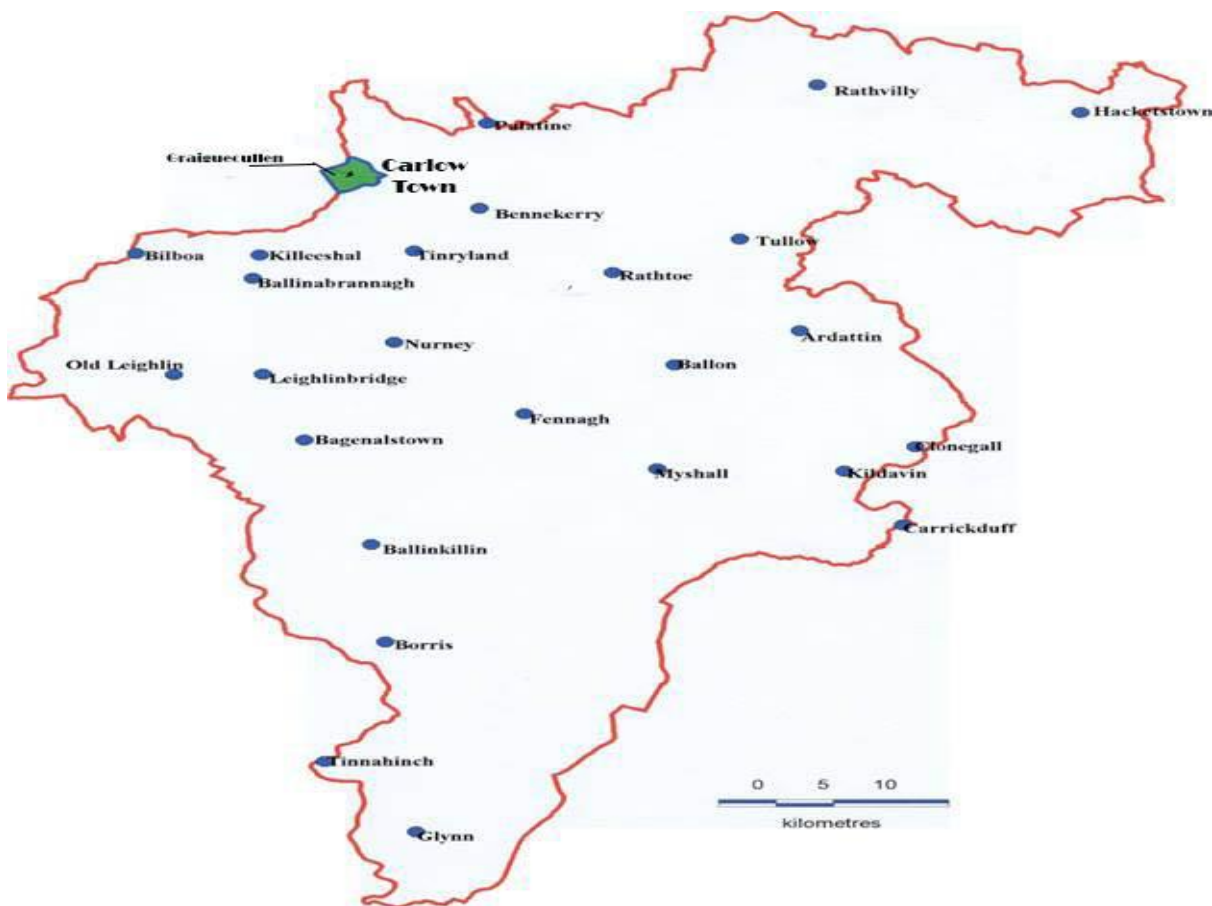 Rathvilly
Hacketstown
Palatine
Graiguecullen
Carlow
Town
Bennekerry
Tullow
Bilboa
Killeeshal
Tinryland
Rathtoe
Ballinabrannagh
Ardattin
Nurney
Old Leighlin
Ballon
Leighlinbridge
Fennagh
Bagenalstown
Clonegall
Myshall
Kildavin
Carrickduff
Ballinkillin
Borris
Tinnahinch
0 5 10
kilometres
Glynn